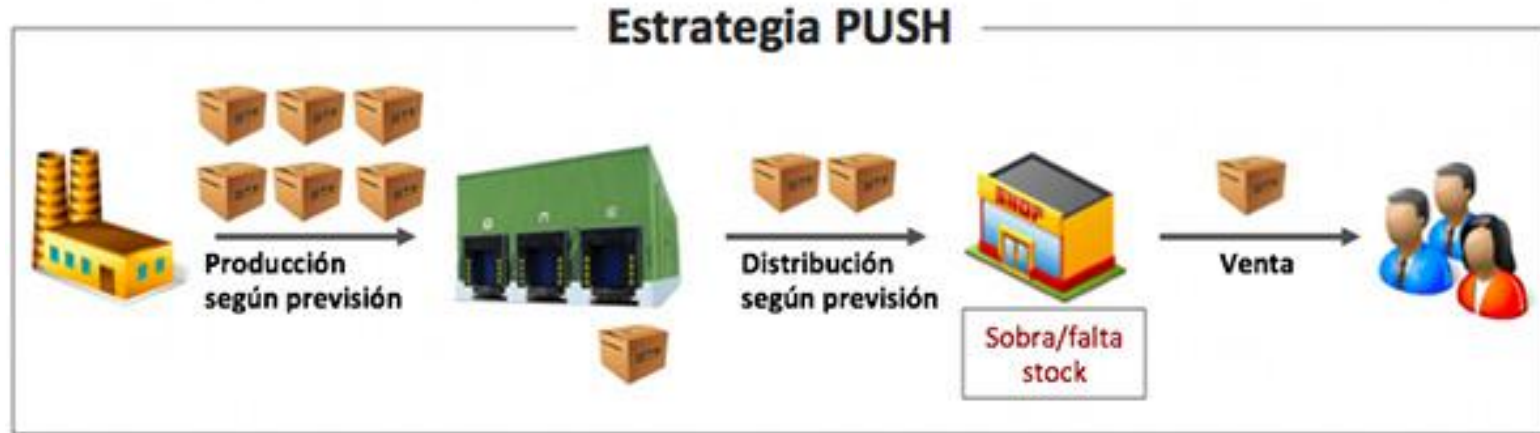 Estrategia PUSH
Producción
según previsión
Distribución
según previsión
SHOP
Venta
Sobra/falta
stock